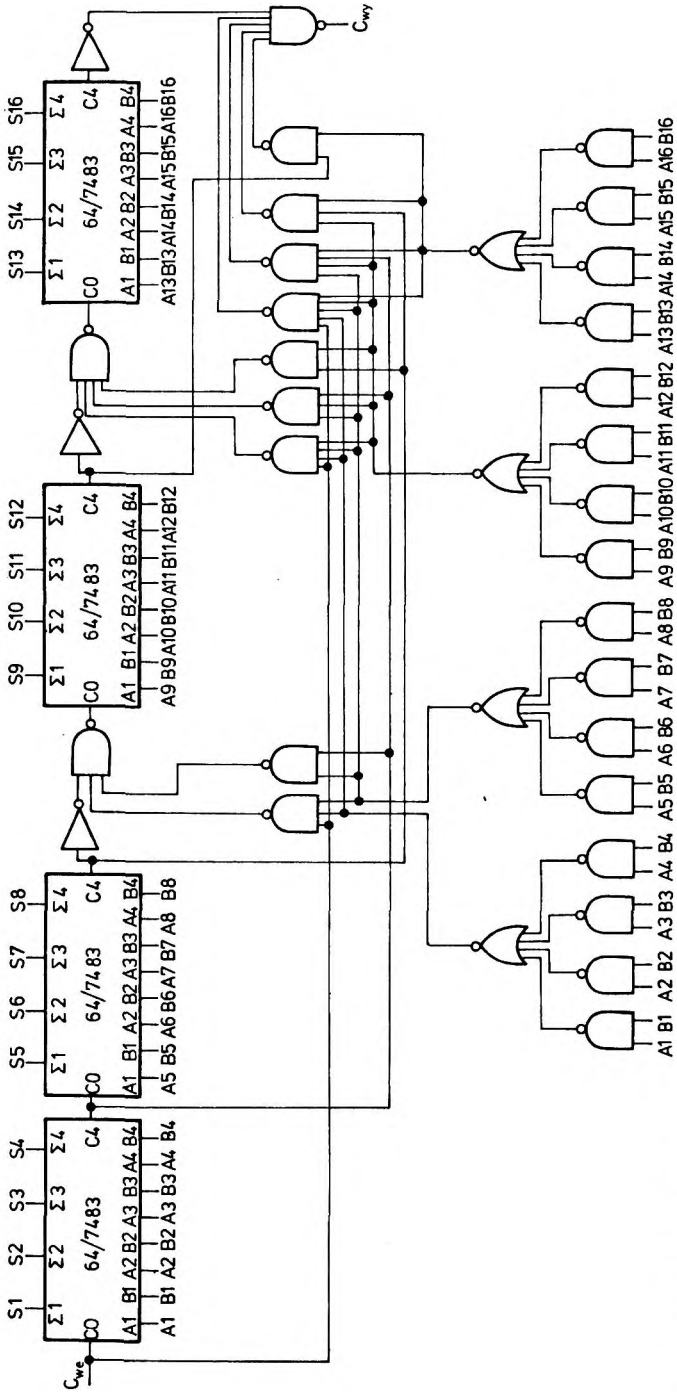 S1 S2 S3 S4 S5 S6 S7 S8 S9 S10 S11 S12 S13 S14 S15 S16
Σ1 Σ2 Σ3 Σ4 Σ1 Σ2 Σ3 Σ4 Σ1 Σ2 Σ3 Σ4 Σ1 Σ2 Σ3 Σ4
64/7483 64/7483 64/7483 64/7483
Cwe C0 C4 C0 C4 C0 C4 C0 C4 Cwy
A1 B1 A2 B2 A3 B3 A4 B4 A1 B1 A2 B2 A3 B3 A4 B4 A1 B1 A2 B2 A3 B3 A4 B4 A1 B1 A2 B2 A3 B3 A4 B4
A1 B1 A2 B2 A3 B3 A4 B4 A5 B5 A6 B6 A7 B7 A8 B8 A9 B9 A10 B10 A11 B11 A12 B12 A13 B13 A14 B14 A15 B15 A16 B16
A1 B1 A2 B2 A3 B3 A4 B4 A5 B5 A6 B6 A7 B7 A8 B8 A9 B9 A10 B10 A11 B11 A12 B12 A13 B13 A14 B14 A15 B15 A16 B16